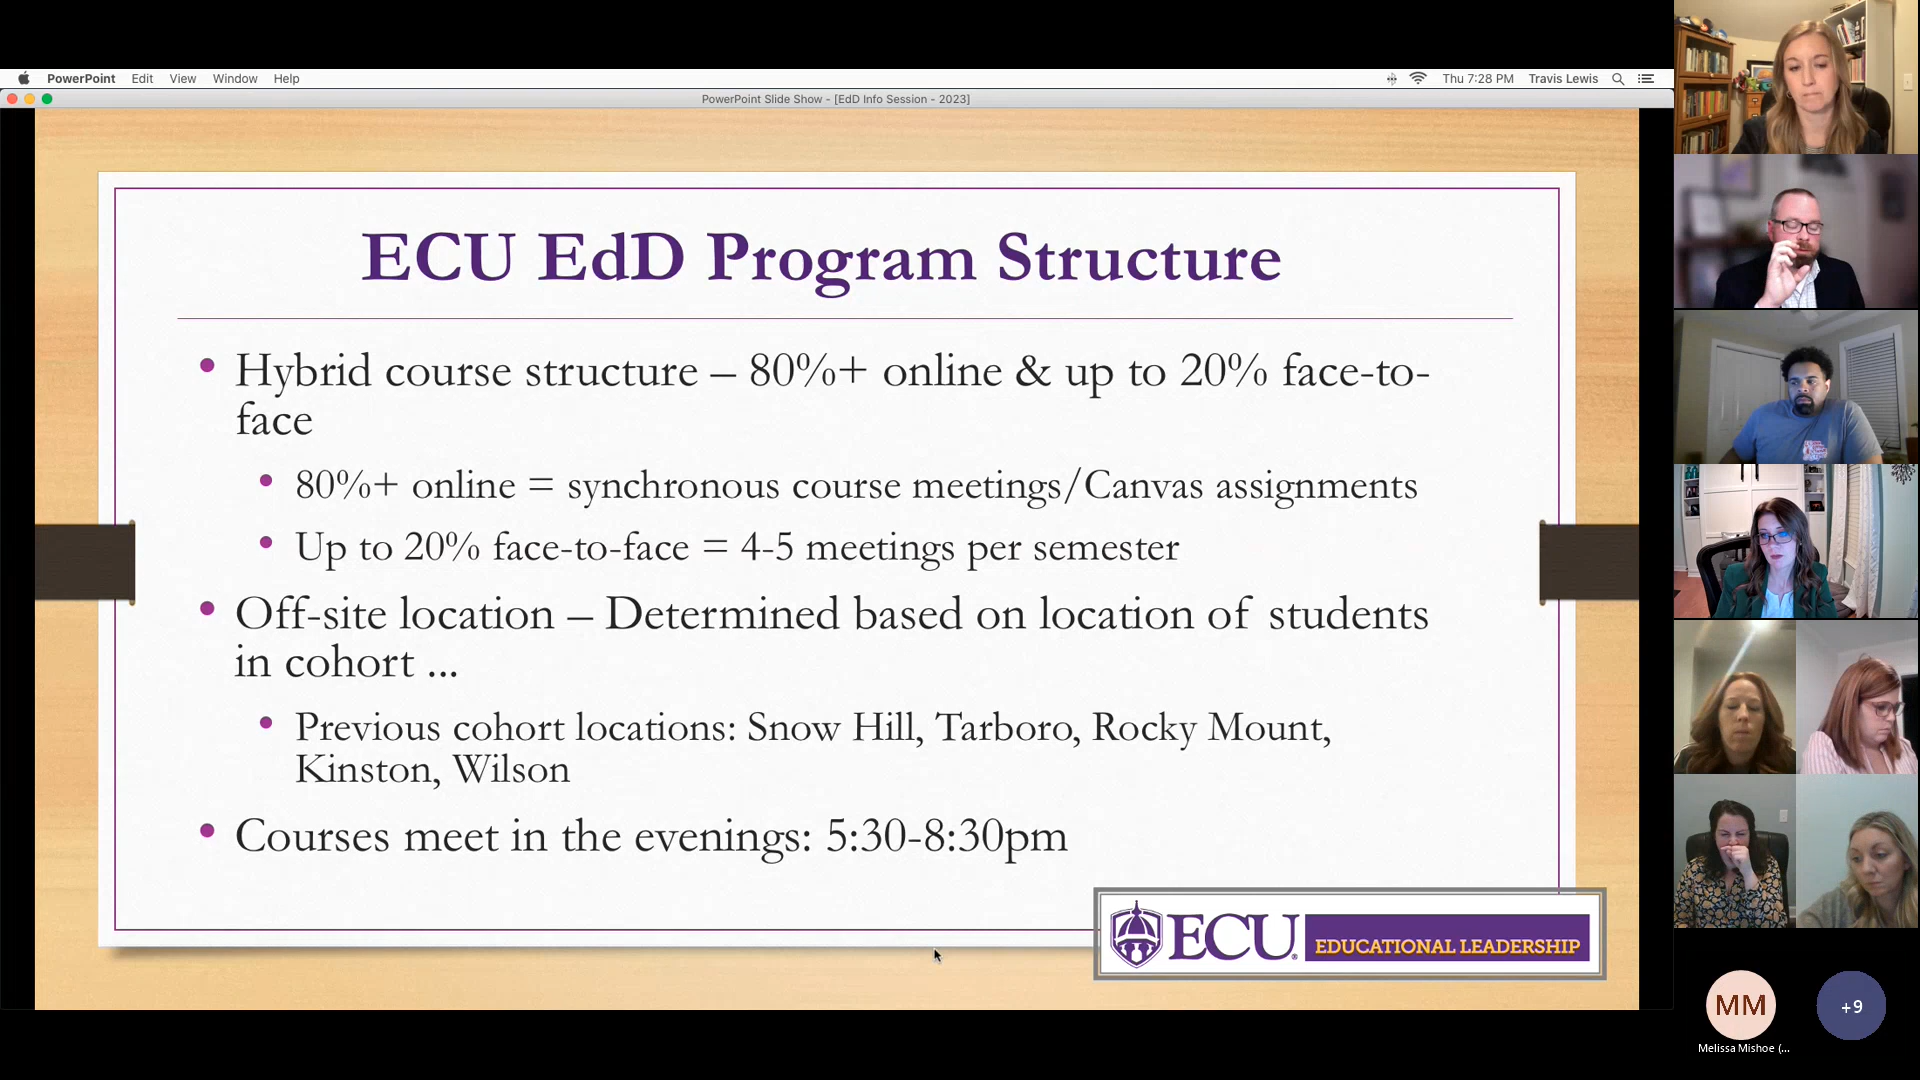 PowerPoint Edit View Window Help Thu 7:28 PM Travis Lewis
PowerPoint Slide Show - [EdD Info Session - 2023]
ECU EdD Program Structure
• Hybrid course structure – 80%+ online & up to 20% face-to-
face
• 80%+ online = synchronous course meetings/Canvas assignments
• Up to 20% face-to-face = 4-5 meetings per semester
• Off-site location – Determined based on location of students
in cohort ...
• Previous cohort locations: Snow Hill, Tarboro, Rocky Mount,
Kinston, Wilson
• Courses meet in the evenings: 5:30-8:30pm
ECU® EDUCATIONAL LEADERSHIP
MM
+9
Melissa Mishoe (...